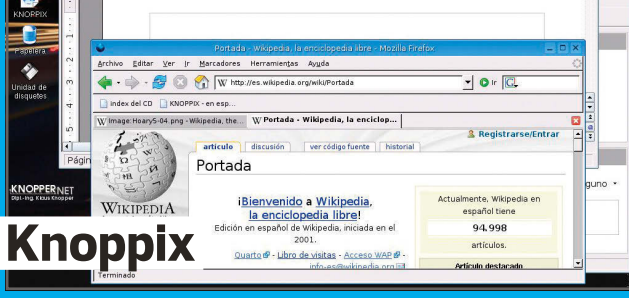 KNOPPIX
Papelera
Unidad de
disquetes
KNOPPERNET
Dipl.-Ing. Klaus Knopper
Págin
guno
Portada - Wikipedia, la enciclopedia libre - Mozilla Firefox
Archivo Editar Ver Ir Marcadores Herramientas Ayuda
W http://es.wikipedia.org/wiki/Portada Ir G
index del CD KNOPPIX - en esp...
W Image:Hoary5-04.png - Wikipedia, the... W Portada - Wikipedia, la enciclop...
Registrarse/Entrar
artículo discusión ver código fuente historial
Portada
WIKIPEDIA
¡Bienvenido a Wikipedia,
la enciclopedia libre!
Edición en español de Wikipedia, iniciada en el
2001.
Quarto - Libro de visitas - Acceso WAP -
info-es@wikipedia.org
Actualmente, Wikipedia en
español tiene
94.998
artículos.
Artículo destacado
Terminado
Knoppix